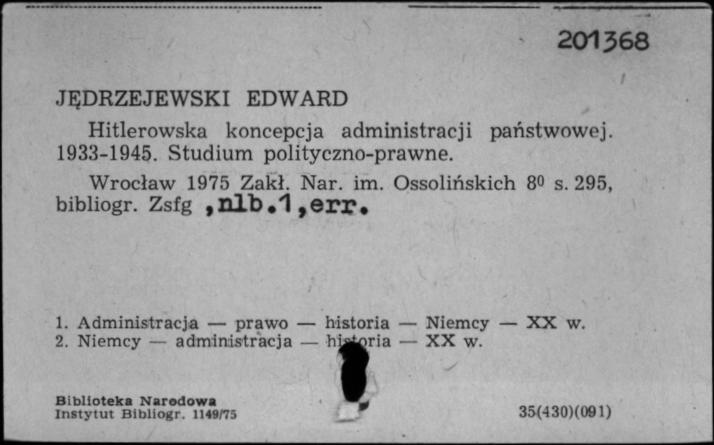 201368
JĘDRZEJEWSKI EDWARD
Hitlerowska koncepcja administracji państwowej.
1933-1945. Studium polityczno-prawne.
Wrocław 1975 Zakł. Nar. im. Ossolińskich 8⁰ s. 295,
bibliogr. Zsfg ,nlb.1,err.
1. Administracja — prawo — historia — Niemcy — XX w.
2. Niemcy — administracja — historia — XX w.
Biblioteka Narodowa
Instytut Bibliogr. 1149/75 35(430)(091)